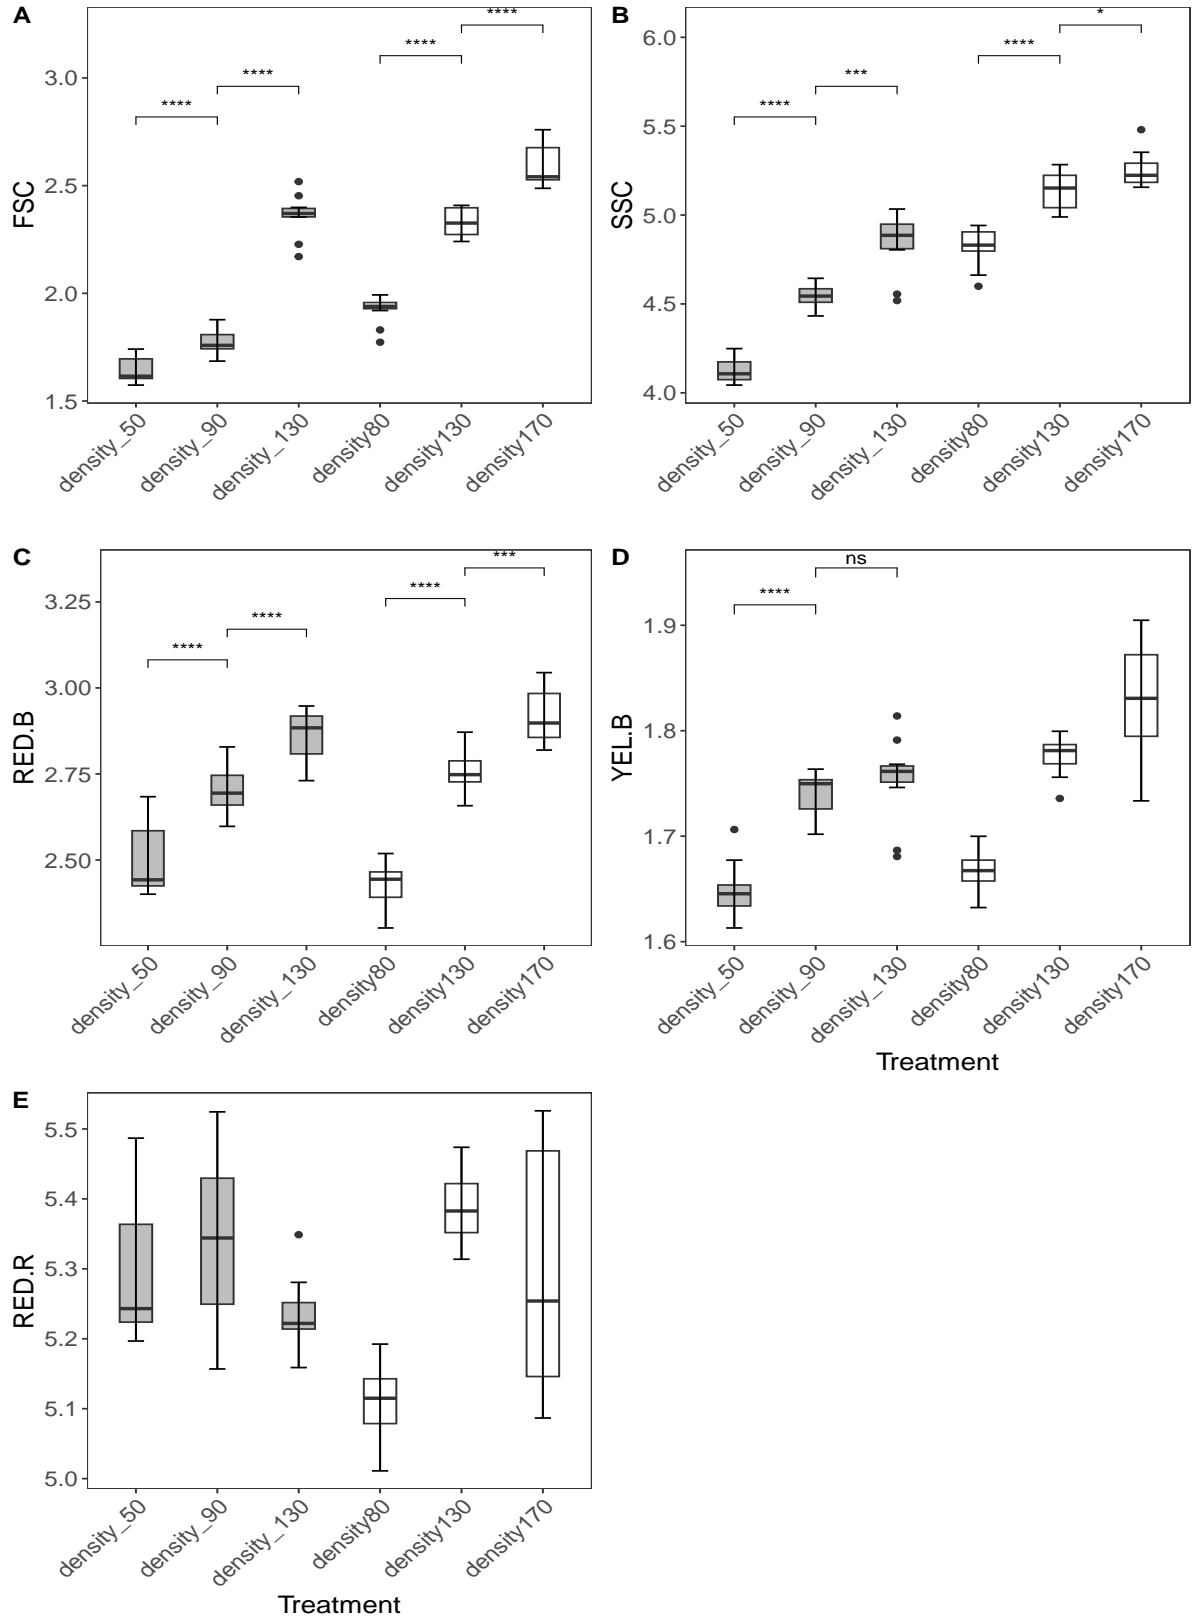 A
FSC
3.0
2.5
2.0
1.5
****
****
****
****
density_50
density_90
density_130
density80
density130
density170
B
SSC
6.0
5.5
5.0
4.5
4.0
****
***
****
*
density_50
density_90
density_130
density80
density130
density170
C
RED.B
3.25
3.00
2.75
2.50
****
****
****
***
density_50
density_90
density_130
density80
density130
density170
D
YEL.B
1.9
1.8
1.7
1.6
****
ns
density_50
density_90
density_130
density80
density130
density170
Treatment
E
RED.R
5.5
5.4
5.3
5.2
5.1
5.0
density_50
density_90
density_130
density80
density130
density170
Treatment